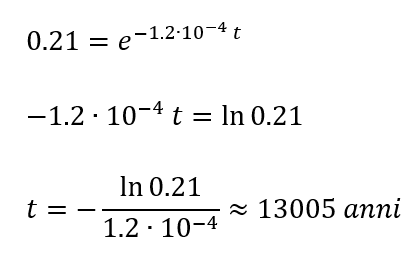 0.21 = e^{−1.2·10^{−4} t}
−1.2 · 10^{−4} t = ln 0.21
t = − \frac{ln 0.21}{1.2 · 10^{−4}} ≈ 13005 anni